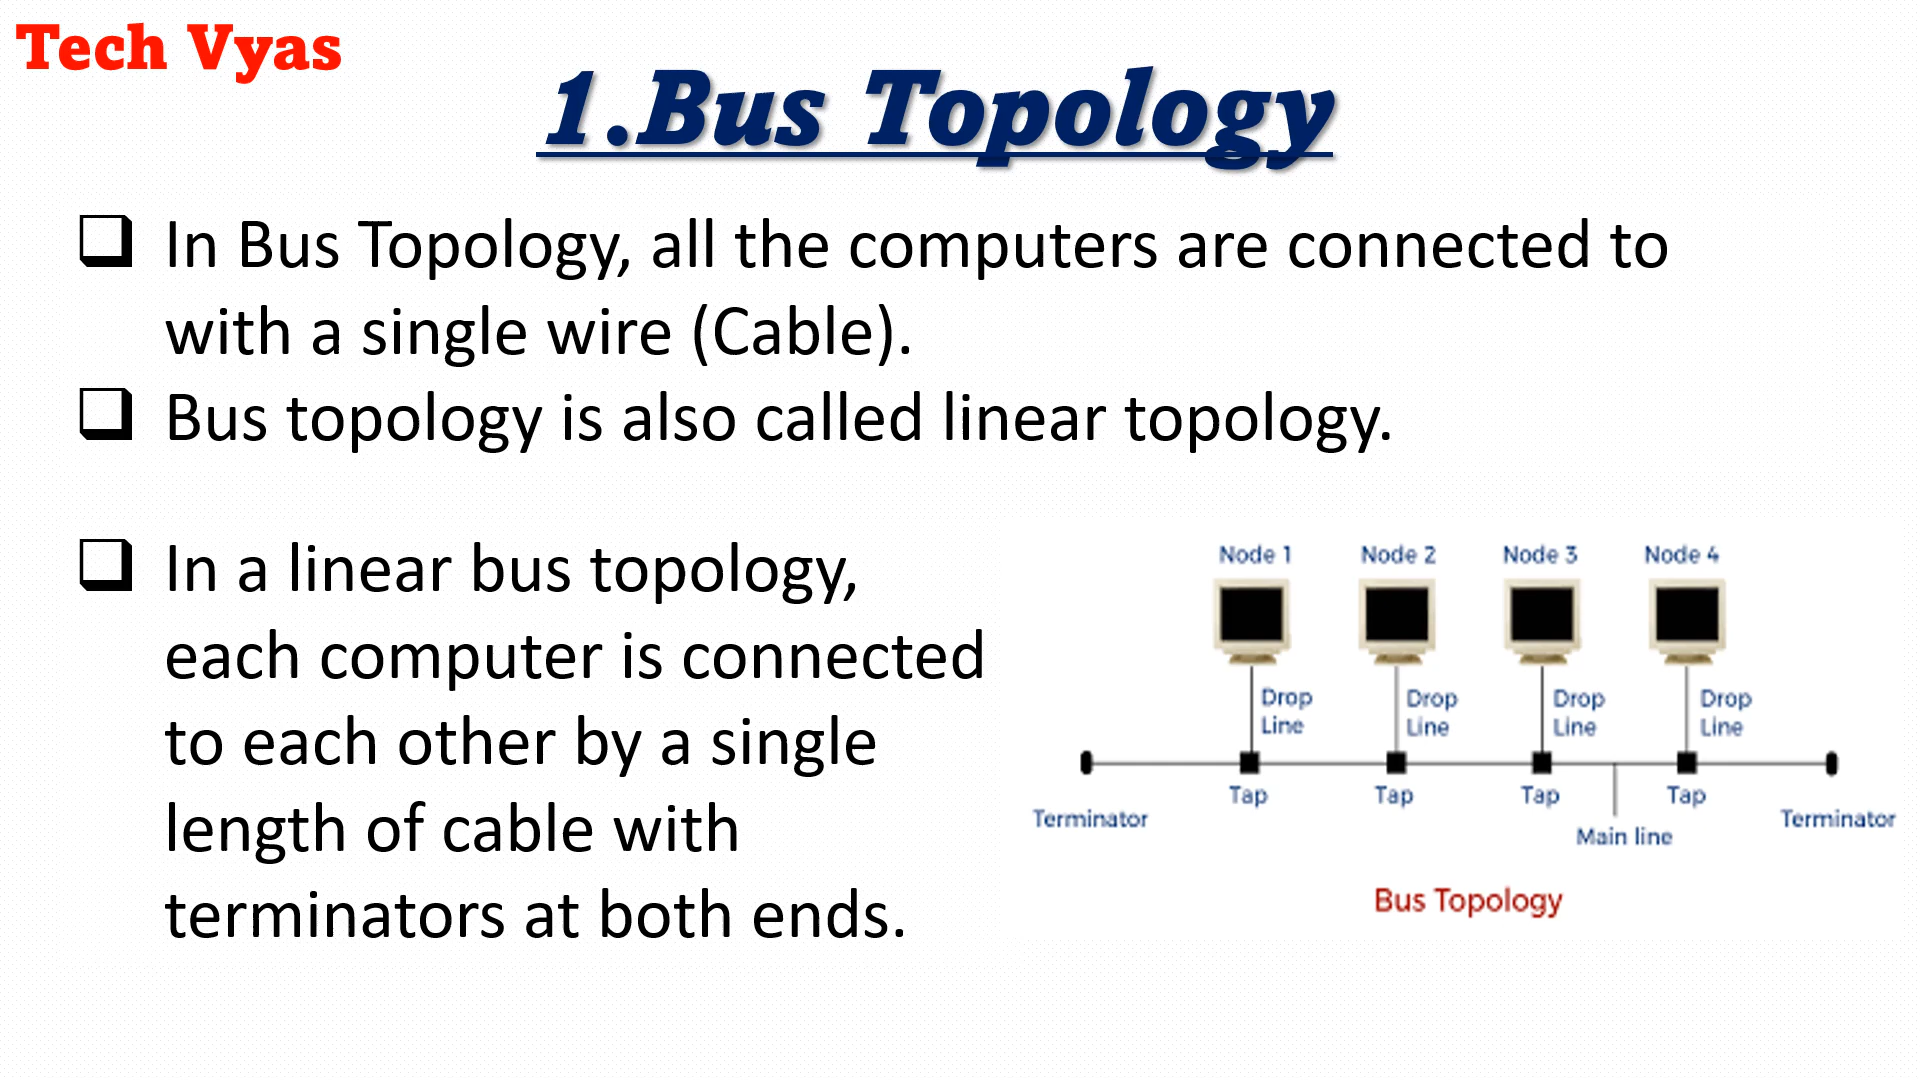 Tech Vyas
1.Bus Topology
In Bus Topology, all the computers are connected to
with a single wire (Cable).
Bus topology is also called linear topology.
In a linear bus topology,
each computer is connected
to each other by a single
length of cable with
terminators at both ends.
Node 1 Node 2 Node 3 Node 4
Drop Drop Drop Drop
Line Line Line Line
Tap Tap Tap Tap
Terminator Terminator
Main line
Bus Topology